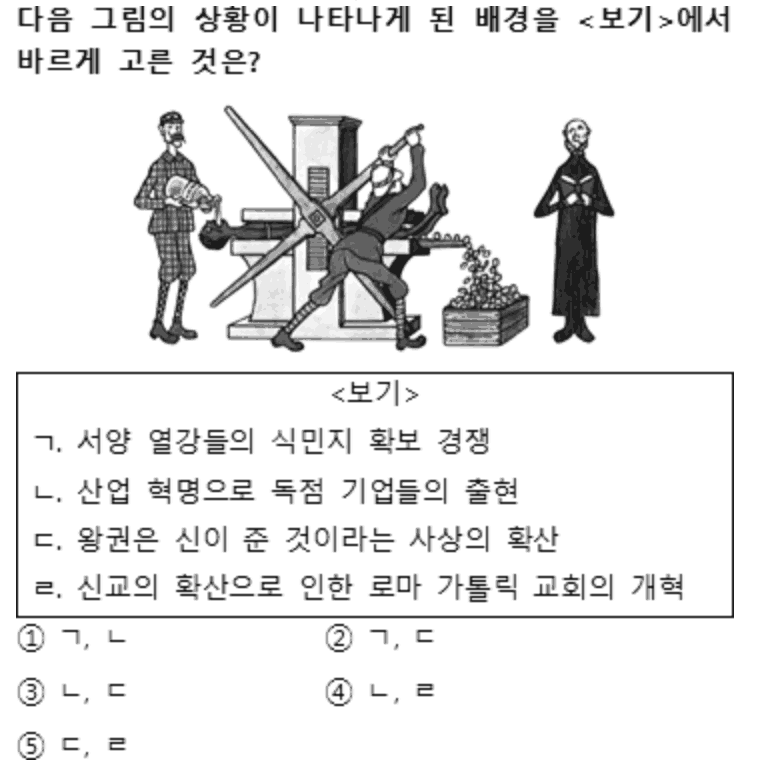 다음 그림의 상황이 나타나게 된 배경을 <보기>에서
바르게 고른 것은?
<보기>
ㄱ. 서양 열강들의 식민지 확보 경쟁
ㄴ. 산업 혁명으로 독점 기업들의 출현
ㄷ. 왕권은 신이 준 것이라는 사상의 확산
ㄹ. 신교의 확산으로 인한 로마 가톨릭 교회의 개혁
① ㄱ, ㄴ ② ㄱ, ㄷ
③ ㄴ, ㄷ ④ ㄴ, ㄹ
⑤ ㄷ, ㄹ